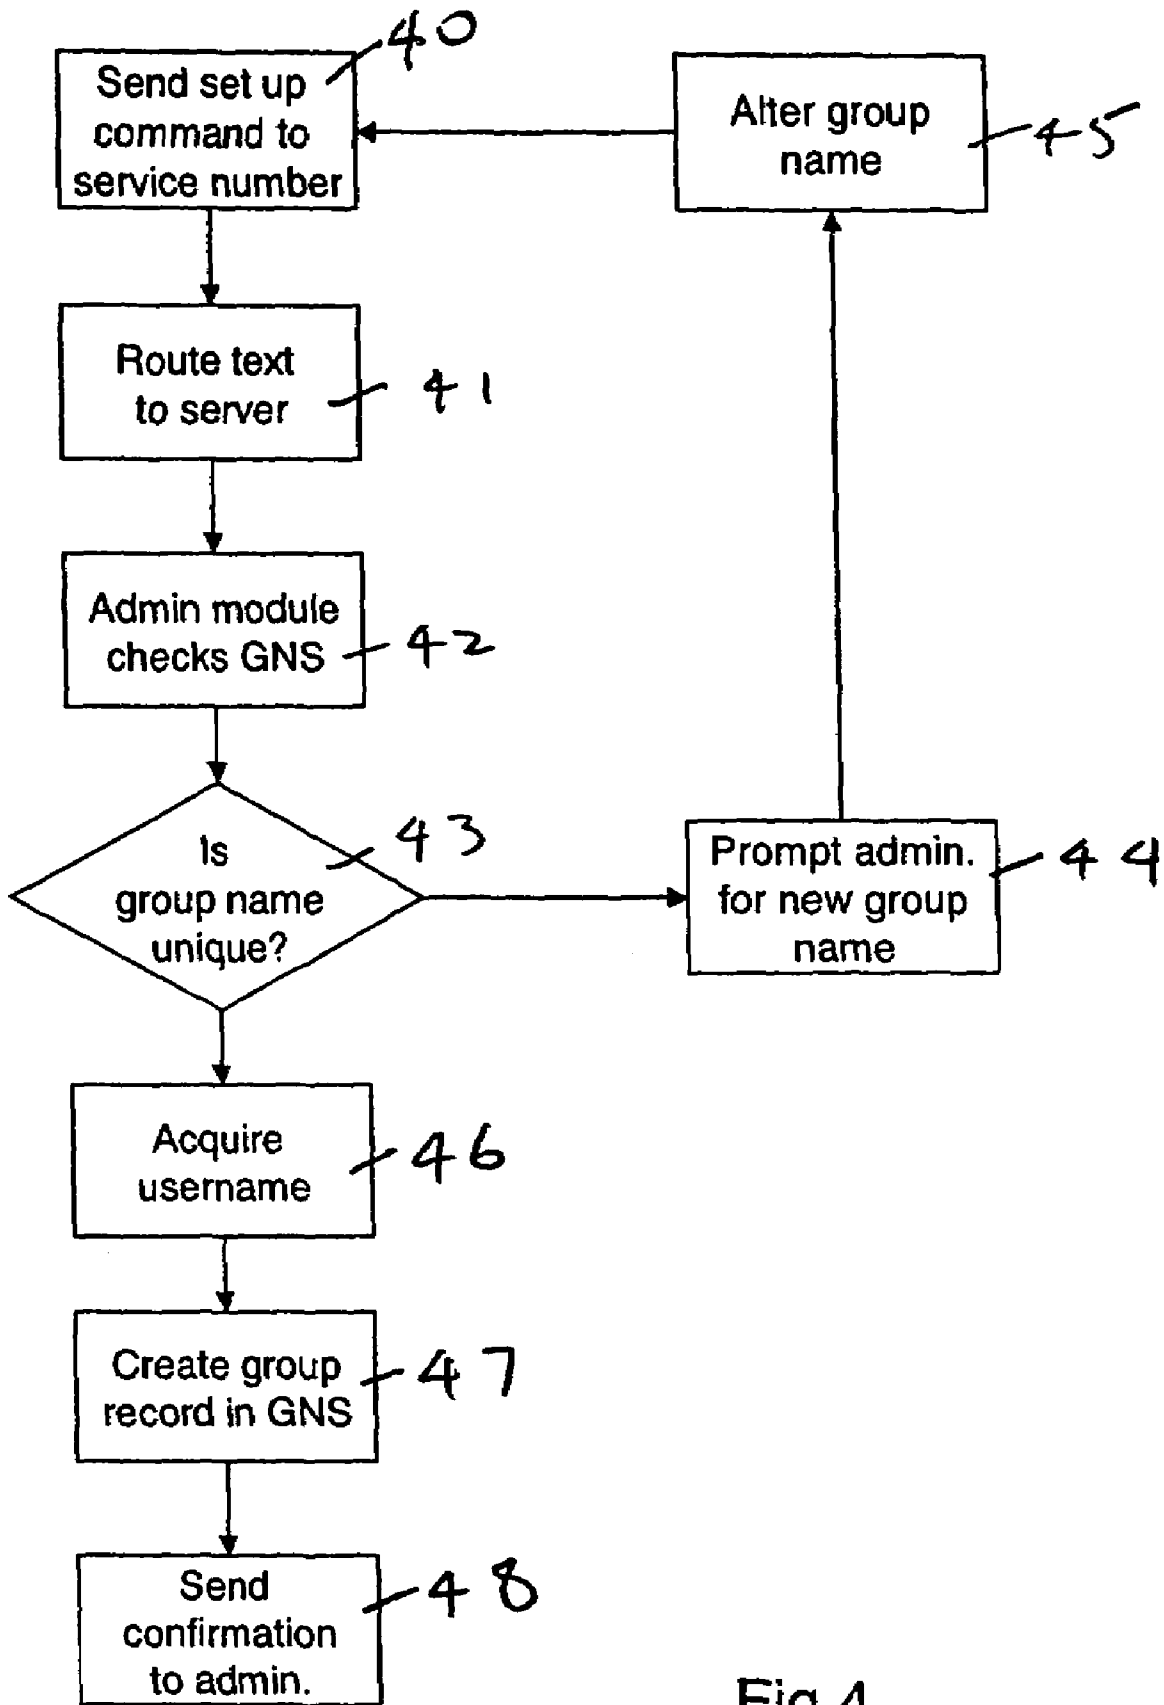 40
Send set up
command to
service number
Alter group
name
45
Route text
to server
41
Admin module
checks GNS
42
Is
group name
unique?
43
Prompt admin.
for new group
name
44
Acquire
username
46
Create group
record in GNS
47
Send
confirmation
to admin.
48
Fig 4